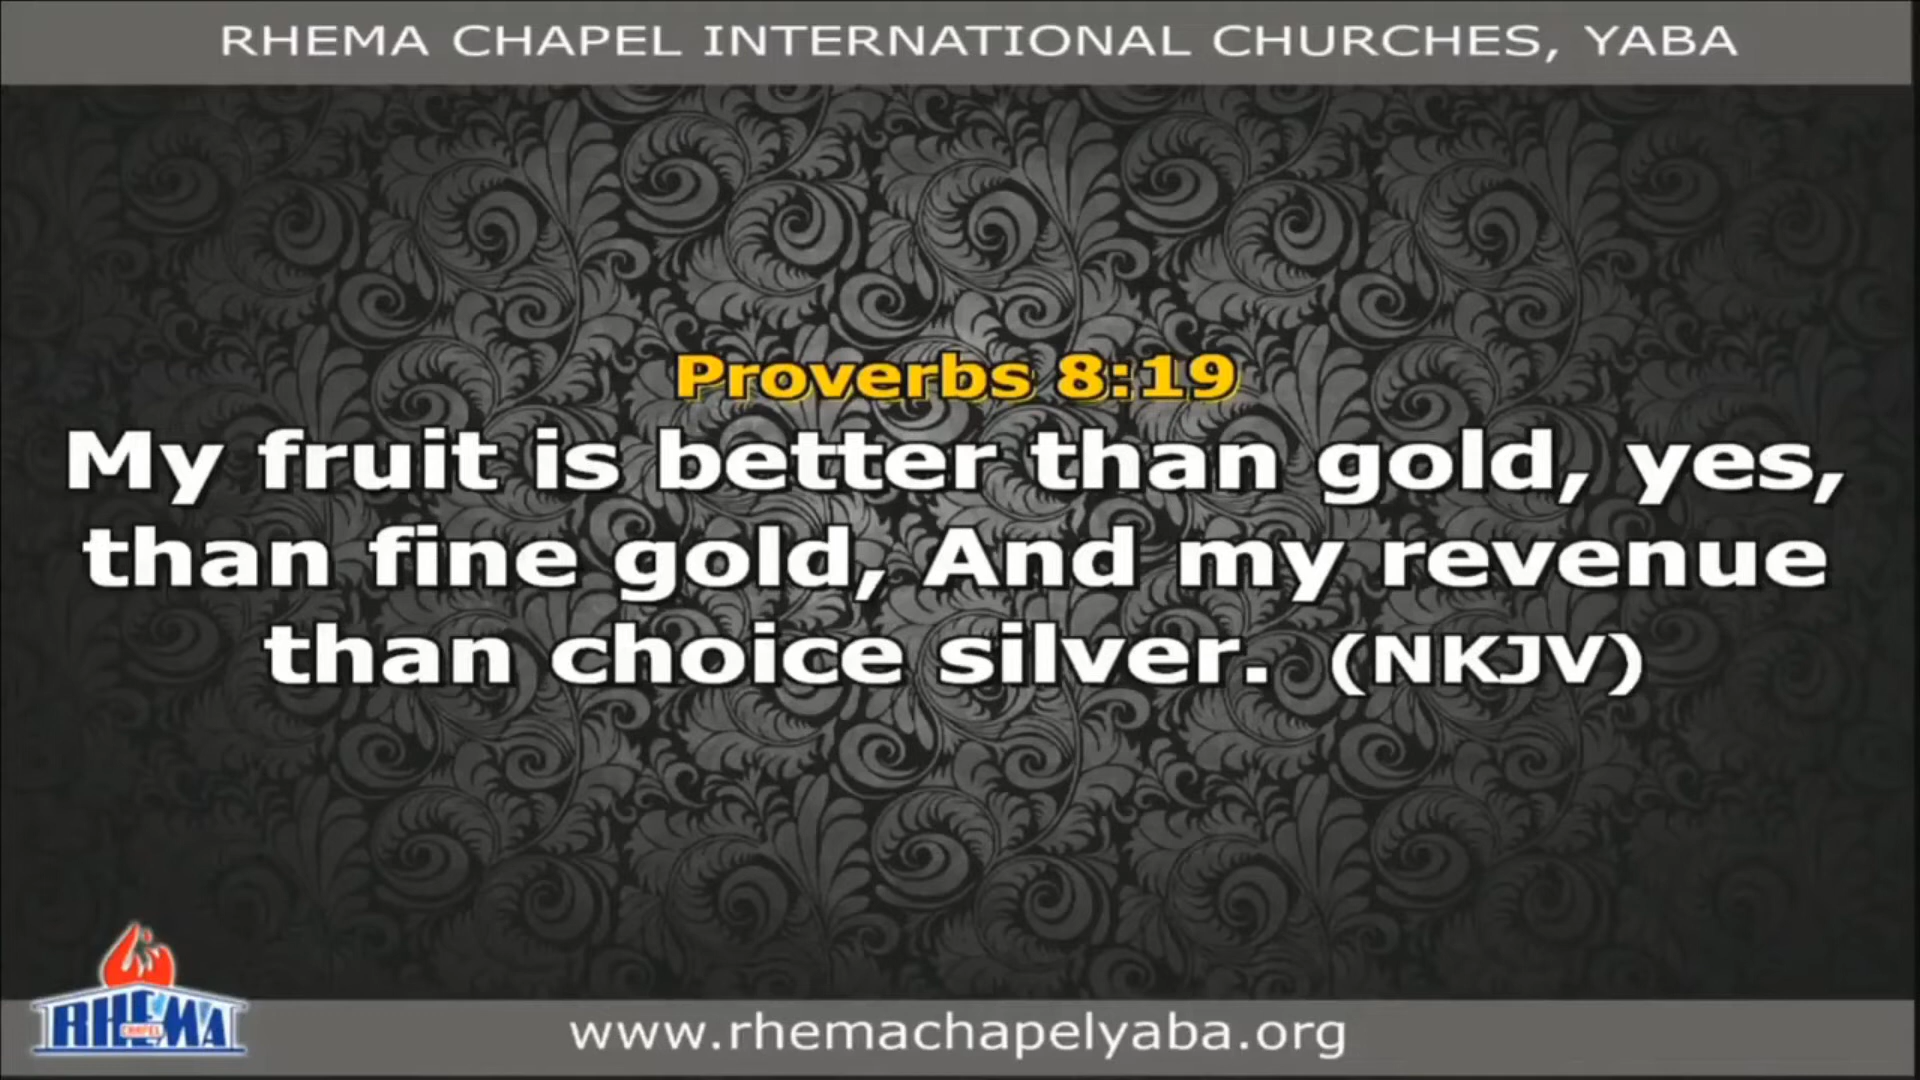 RHEMA CHAPEL INTERNATIONAL CHURCHES, YABA
Proverbs 8:19
My fruit is better than gold, yes,
than fine gold, And my revenue
than choice silver. (NKJV)
RHEMA
CHAPEL
www.rhemachapelyaba.org